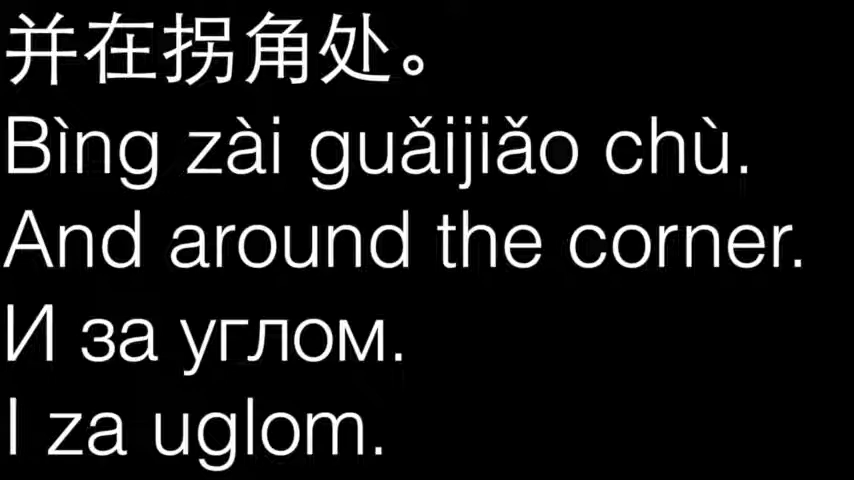 并在拐角处。
Bìng zài guǎijiǎo chù.
And around the corner.
И за углом.
I za uglom.